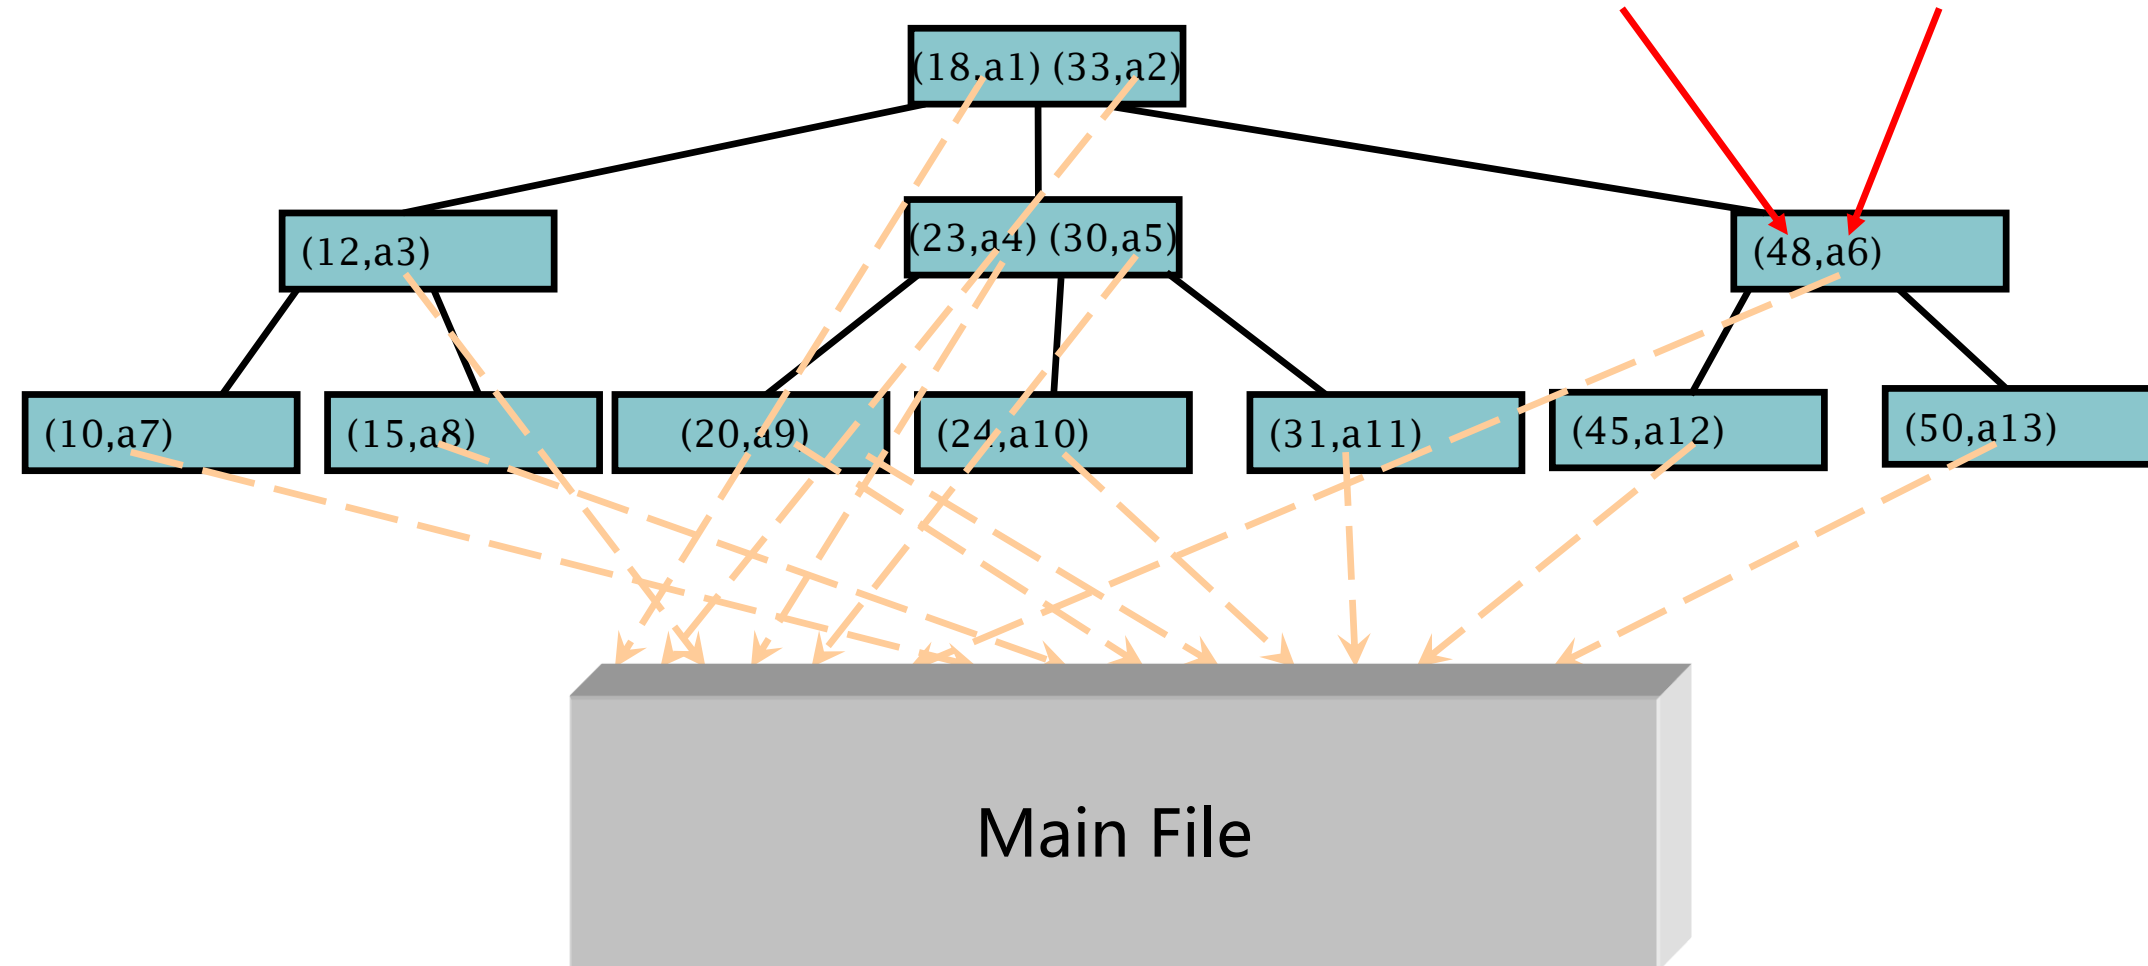 (18,a1) (33,a2)
(12,a3)
(23,a4) (30,a5)
(48,a6)
(10,a7)
(15,a8)
(20,a9)
(24,a10)
(31,a11)
(45,a12)
(50,a13)
Main File